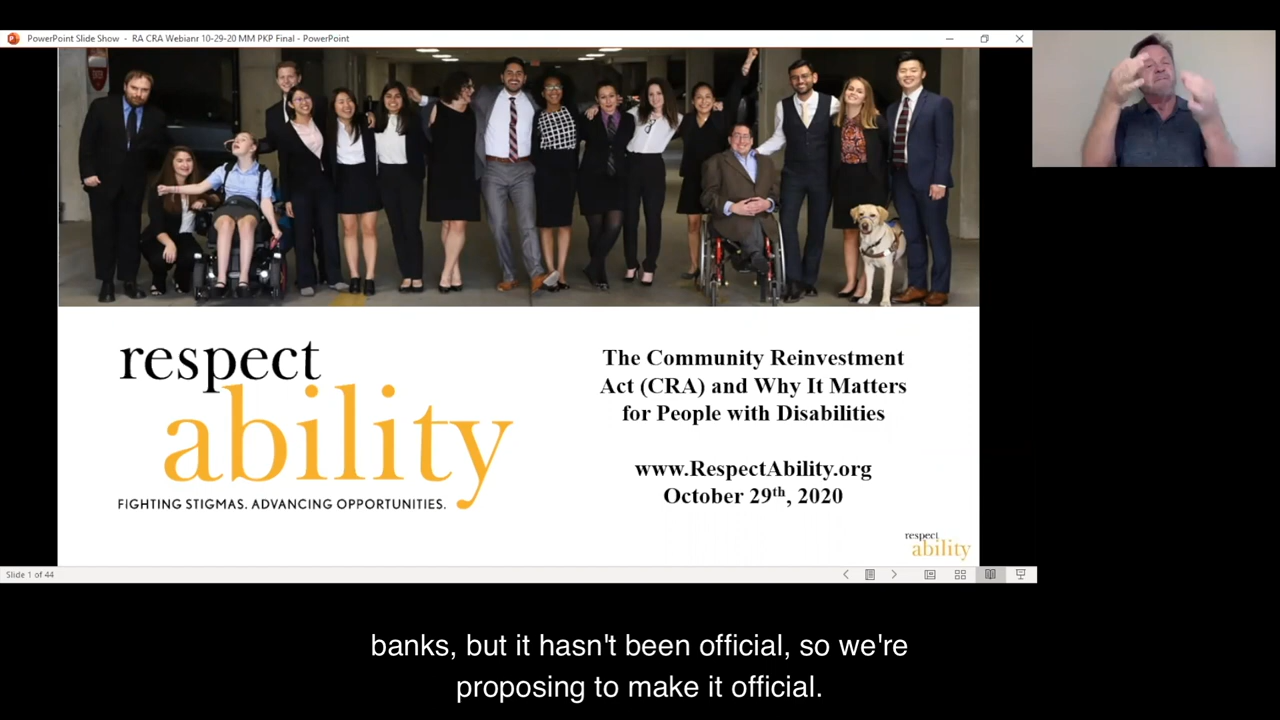 PowerPoint Slide Show - RA CRA Webianr 10-29-20 MM PKP Final - PowerPoint
respect
ability
FIGHTING STIGMAS. ADVANCING OPPORTUNITIES.
The Community Reinvestment
Act (CRA) and Why It Matters
for People with Disabilities
www.RespectAbility.org
October 29th, 2020
respect
ability
Slide 1 of 44
banks, but it hasn't been official, so we're
proposing to make it official.